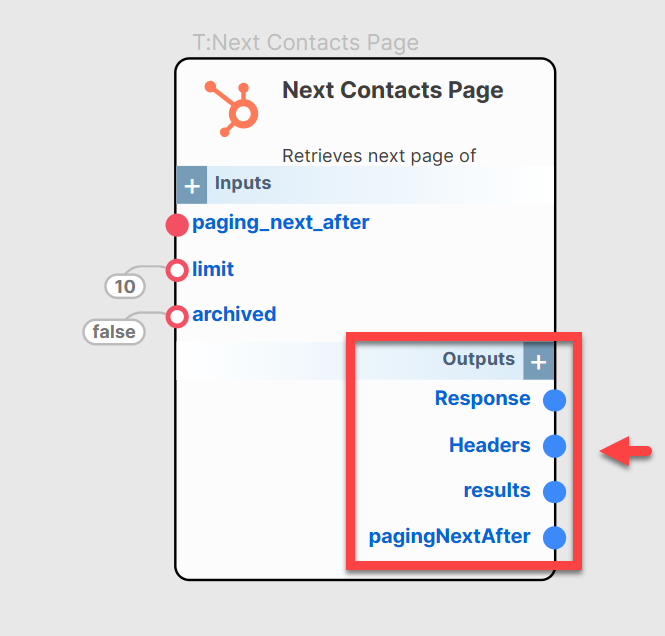 T:Next Contacts Page
Next Contacts Page
Retrieves next page of
+ Inputs
paging_next_after
limit
10
archived
false
Outputs +
Response
Headers
results
pagingNextAfter